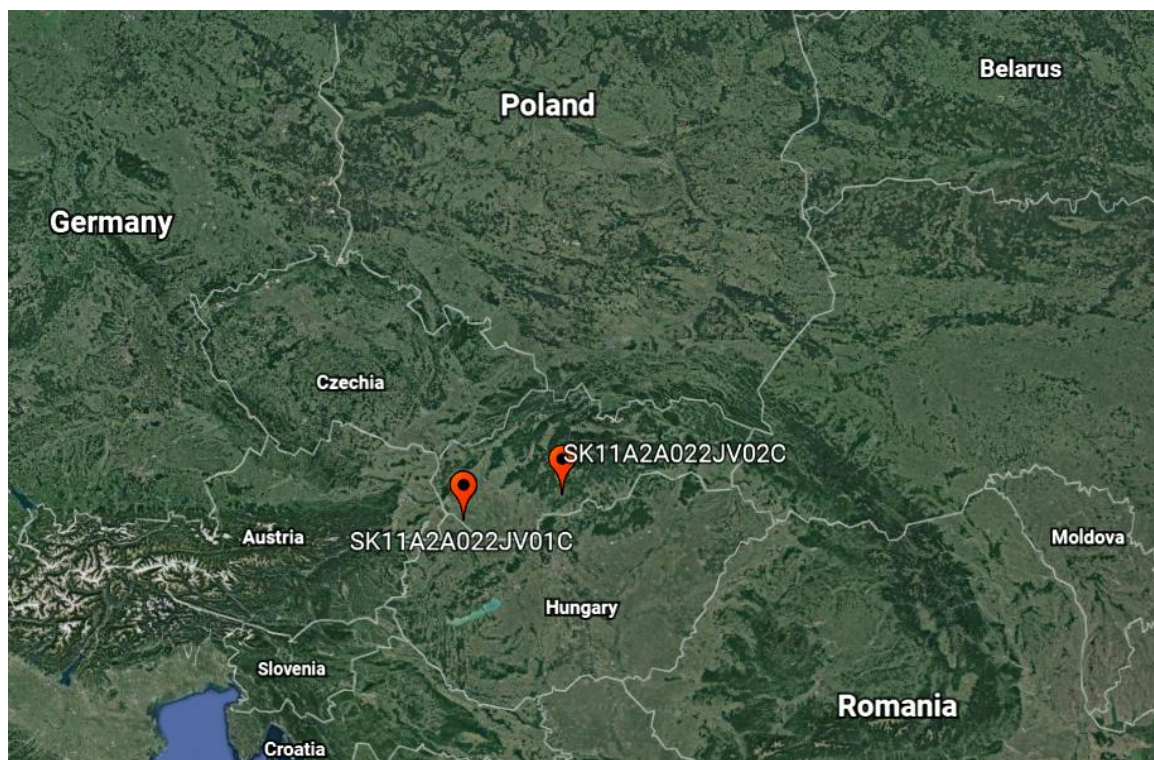 Belarus
Poland
Germany
Czechia
SK11A2A022JV02C
SK11A2A022JV01C
Austria
Moldova
Hungary
Slovenia
Romania
Croatia